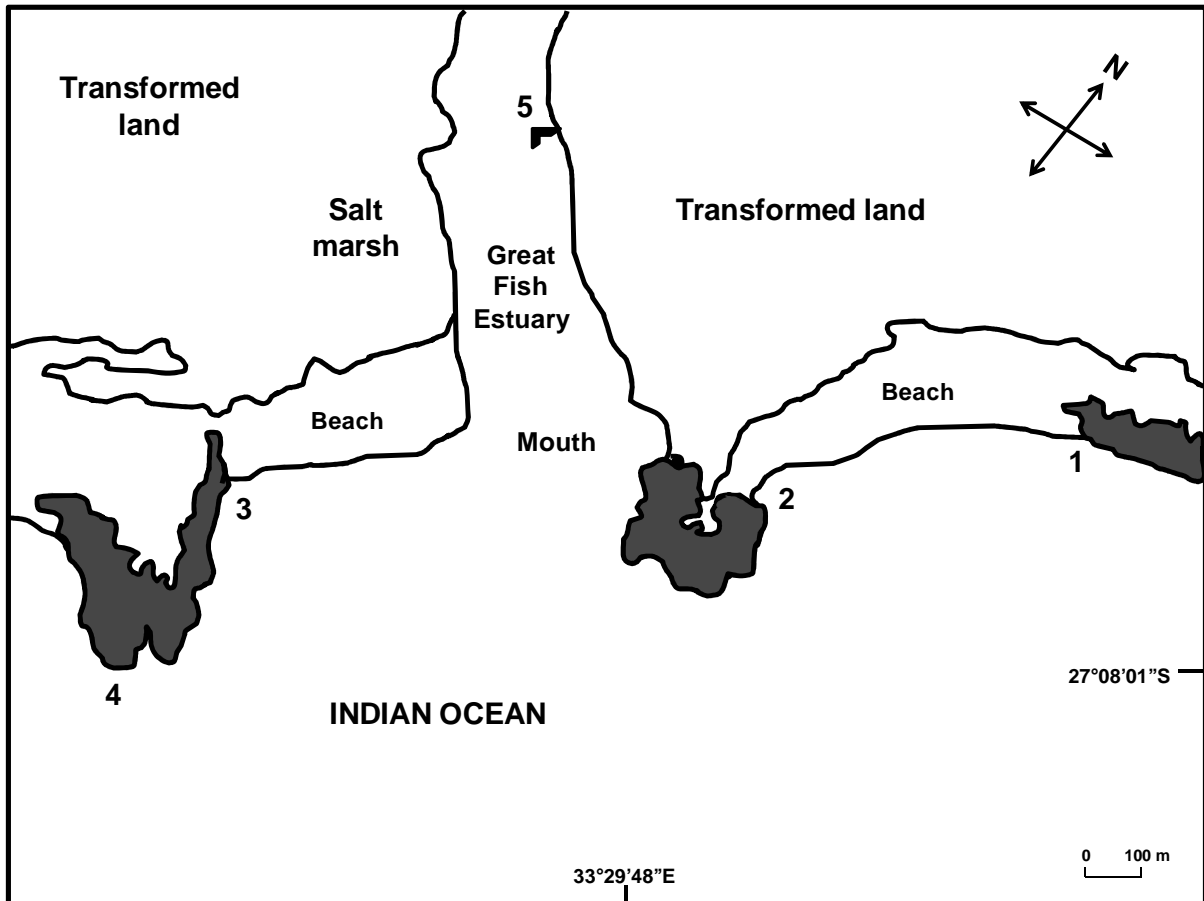 Transformed
land
5
N
Salt
marsh
Transformed land
Great
Fish
Estuary
Beach
Beach
Mouth
1
2
3
4
27°08’01”S
INDIAN OCEAN
0 100 m
33°29’48”E